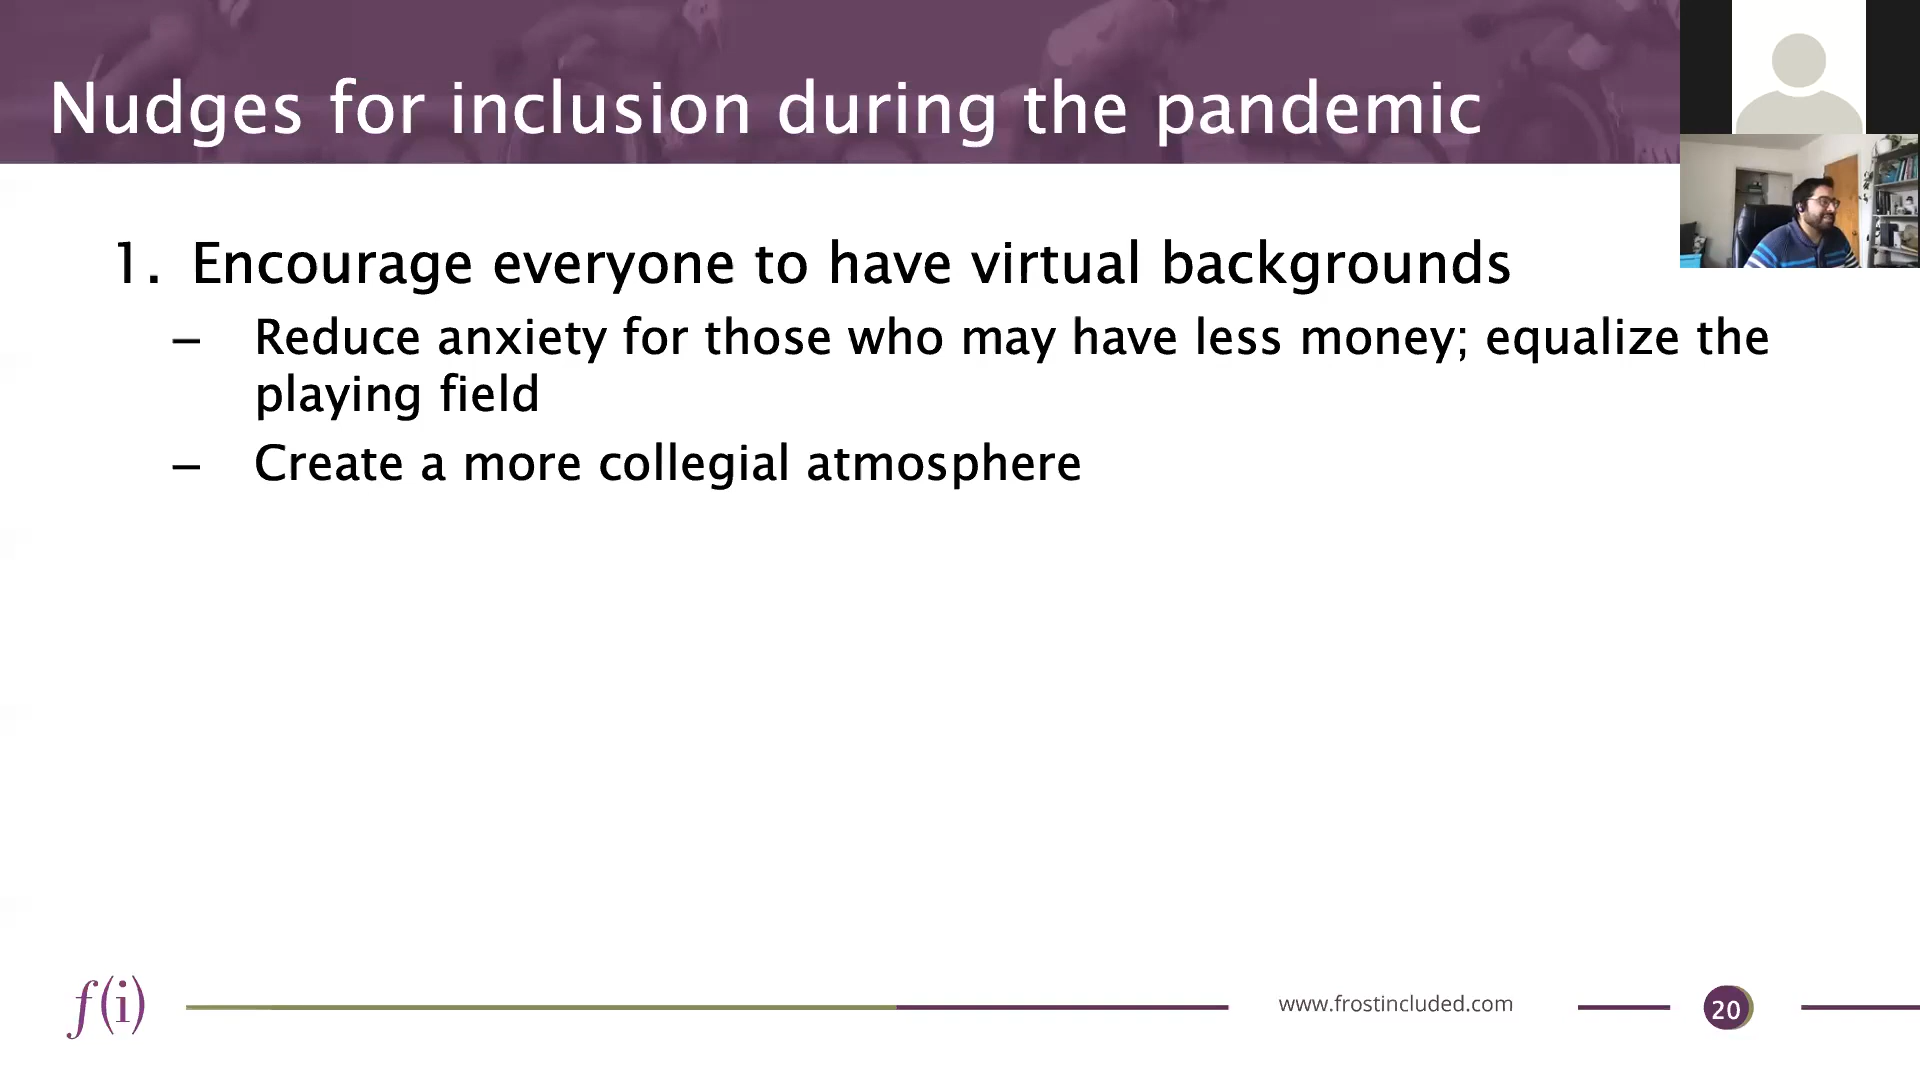 Nudges for inclusion during the pandemic
1. Encourage everyone to have virtual backgrounds
– Reduce anxiety for those who may have less money; equalize the
playing field
– Create a more collegial atmosphere
f(i)
www.frostincluded.com
20